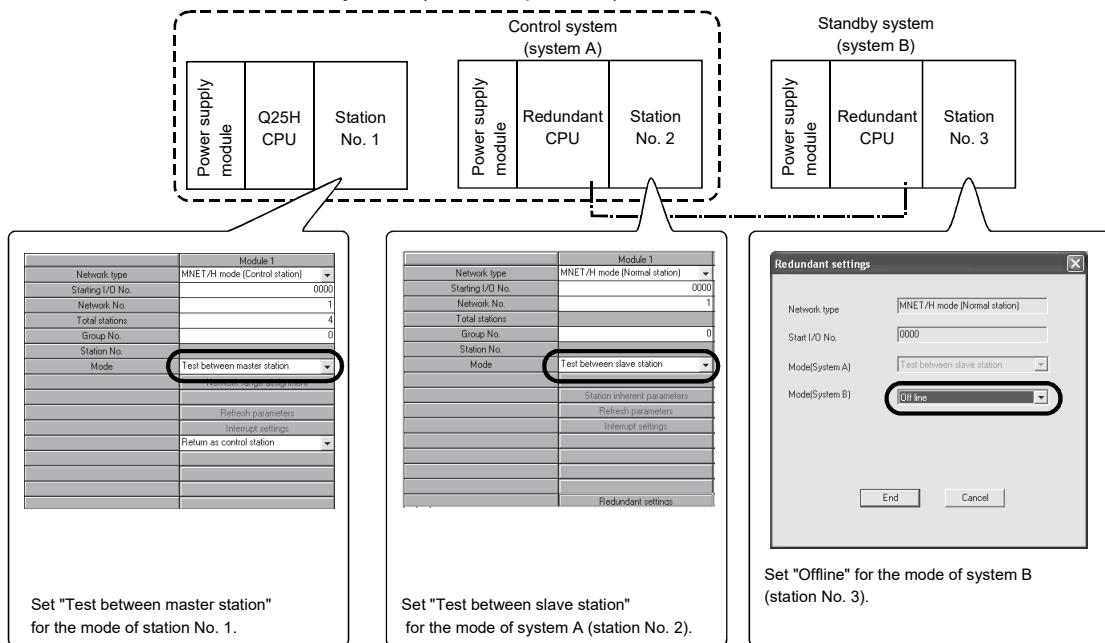 Control system
(system A)
Standby system
(system B)
Power supply
module
Q25H
CPU
Station
No. 1
Power supply
module
Redundant
CPU
Station
No. 2
Power supply
module
Redundant
CPU
Station
No. 3
Module 1
Network type MNET/H mode (Control station)
Starting I/O No. 0000
Network No. 1
Total stations 4
Group No. 0
Station No.
Mode Test between master station
Network range assignment
Refresh parameters
Interrupt settings
Return as control station
Set "Test between master station"
for the mode of station No. 1.
Module 1
Network type MNET/H mode (Normal station)
Starting I/O No. 0000
Network No. 1
Total stations
Group No. 0
Station No.
Mode Test between slave station
Station inherent parameters
Refresh parameters
Interrupt settings
Redundant settings
Set "Test between slave station"
for the mode of system A (station No. 2).
Redundant settings
Network type MNET/H mode (Normal station)
Start I/O No. 0000
Mode(System A) Test between slave station
Mode(System B) Off line
End Cancel
Set "Offline" for the mode of system B
(station No. 3).